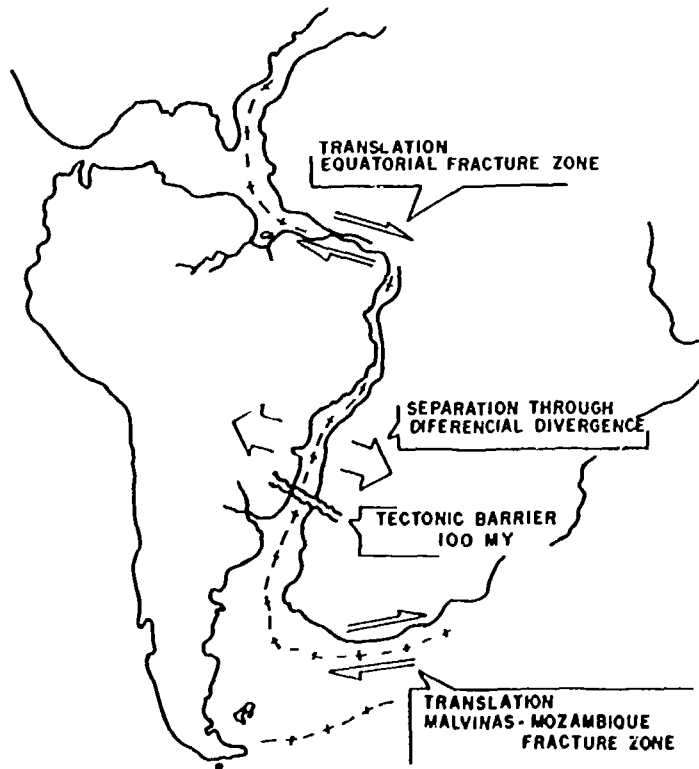 TRANSLATION
EQUATORIAL FRACTURE ZONE
SEPARATION THROUGH
DIFERENCIAL DIVERGENCE
TECTONIC BARRIER
100 MY
TRANSLATION
MALVINAS-MOZAMBIQUE
FRACTURE ZONE